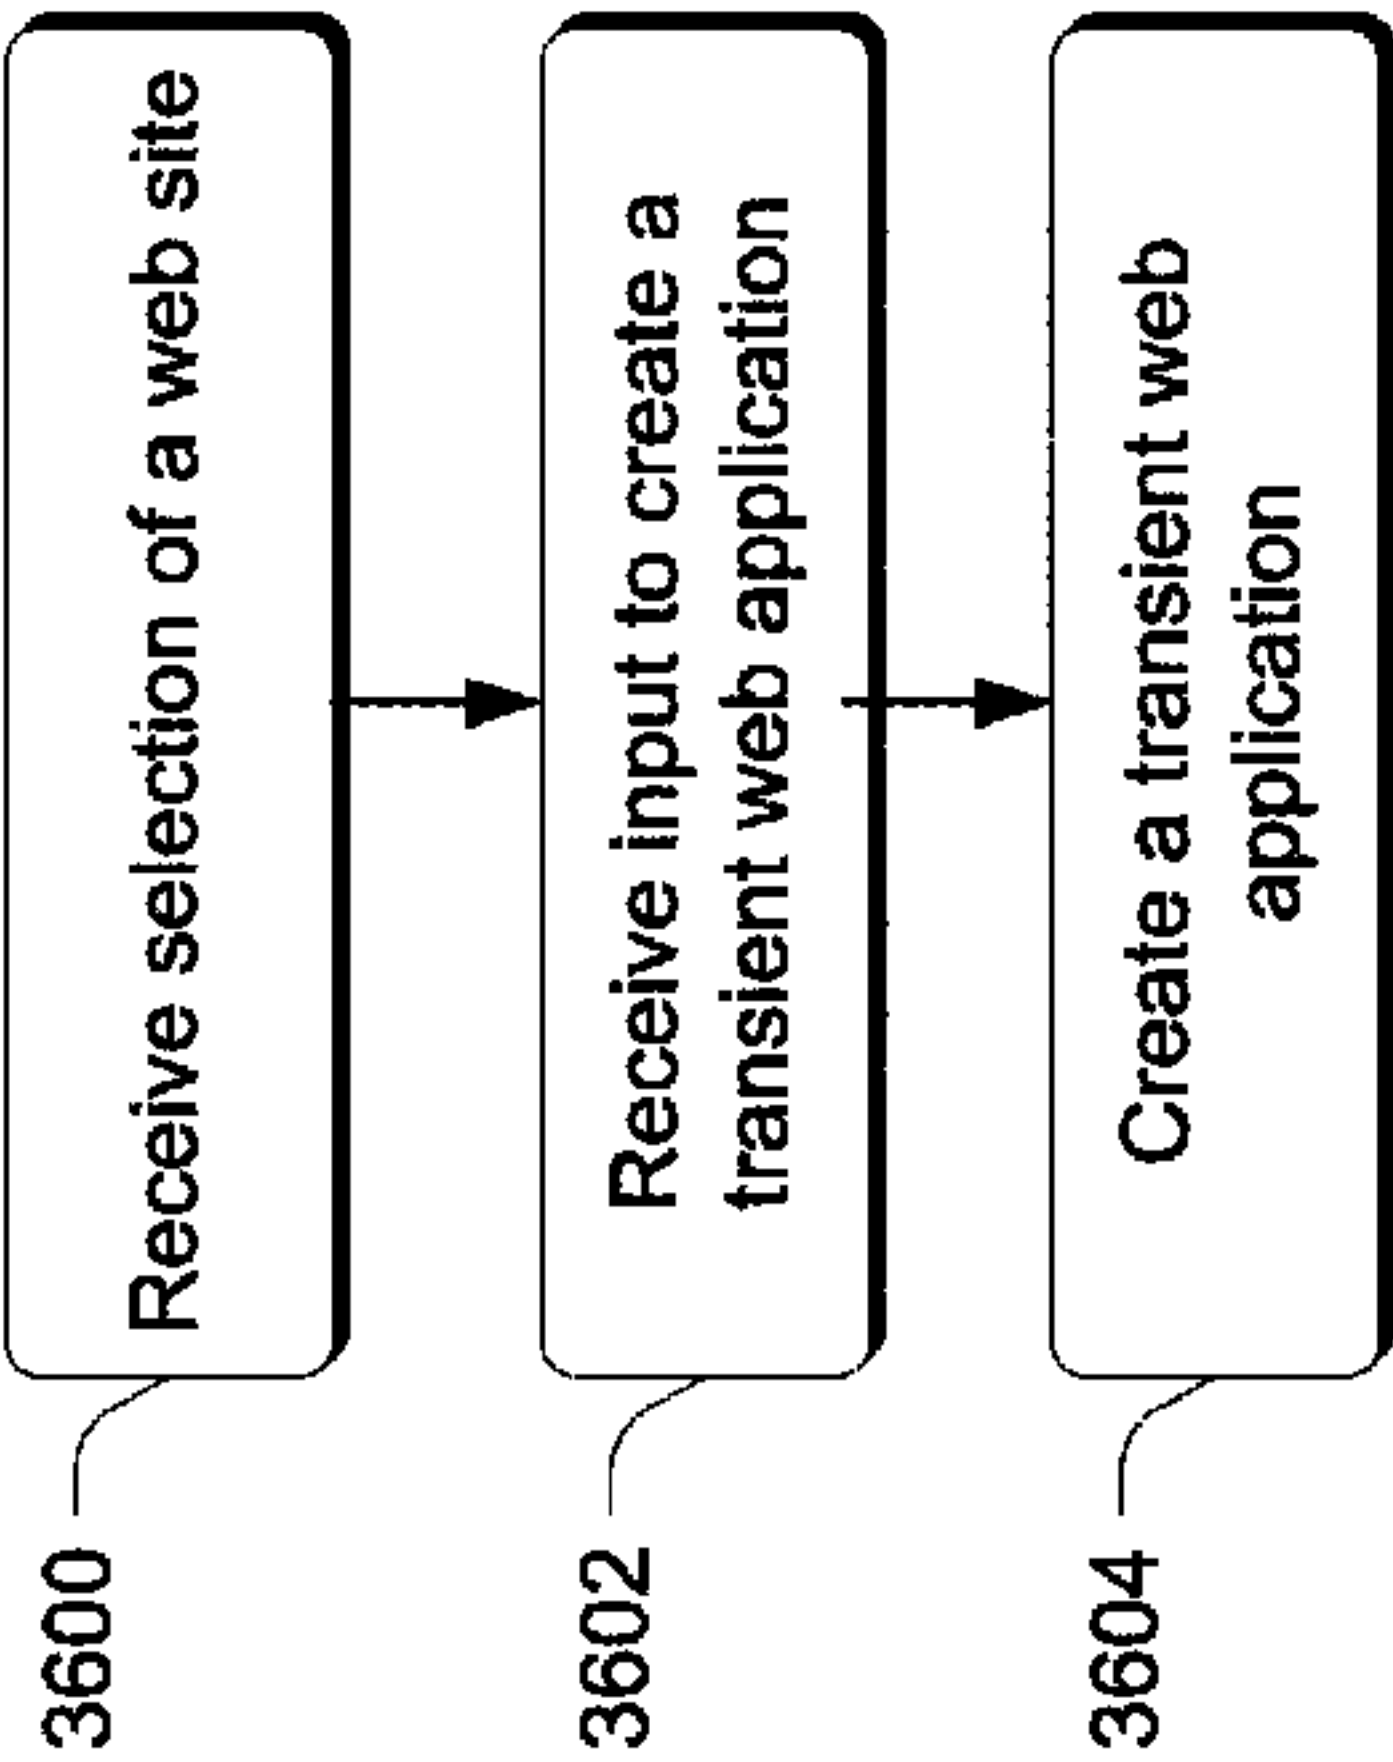 3600
Receive selection of a web site
3602
Receive input to create a
transient web application
3604
Create a transient web
application